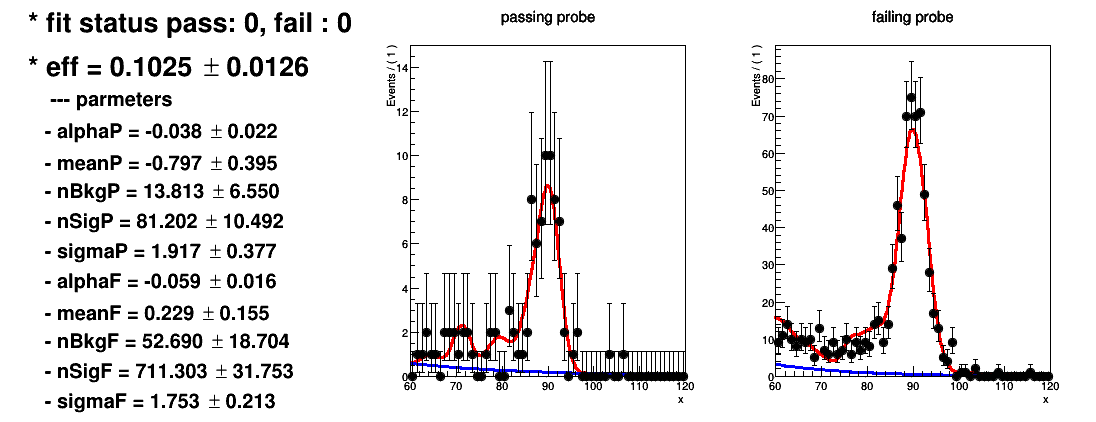 * fit status pass: 0, fail : 0
* eff = 0.1025 ± 0.0126
--- parmeters
- alphaP = -0.038 ± 0.022
- meanP = -0.797 ± 0.395
- nBkgP = 13.813 ± 6.550
- nSigP = 81.202 ± 10.492
- sigmaP = 1.917 ± 0.377
- alphaF = -0.059 ± 0.016
- meanF = 0.229 ± 0.155
- nBkgF = 52.690 ± 18.704
- nSigF = 711.303 ± 31.753
- sigmaF = 1.753 ± 0.213
passing probe
Events / ( 1 )
14
12
10
8
6
4
2
0
60 70 80 90 100 110 120
x
failing probe
Events / ( 1 )
80
70
60
50
40
30
20
10
0
60 70 80 90 100 110 120
x